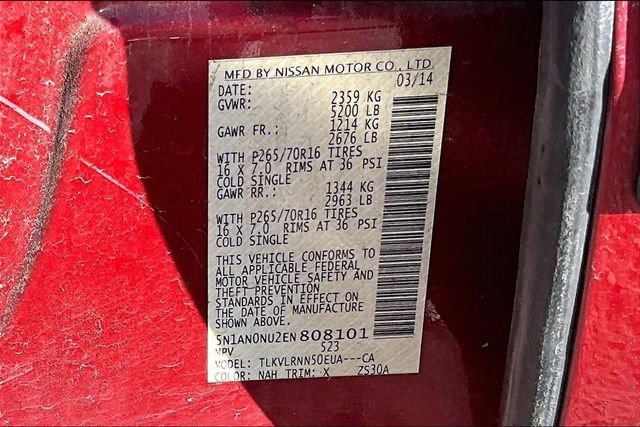 MFD BY NISSAN MOTOR CO., LTD.
DATE: 03/14
GVWR: 2359 KG
5200 LB
GAWR FR.: 1214 KG
2676 LB
WITH P265/70R16 TIRES
16 X 7.0 RIMS AT 36 PSI
COLD SINGLE
GAWR RR.: 1344 KG
2963 LB
WITH P265/70R16 TIRES
16 X 7.0 RIMS AT 36 PSI
COLD SINGLE
THIS VEHICLE CONFORMS TO
ALL APPLICABLE FEDERAL
MOTOR VEHICLE SAFETY AND
THEFT PREVENTION
STANDARDS IN EFFECT ON
THE DATE OF MANUFACTURE
SHOWN ABOVE.
5N1AN0NU2EN808101
MPV 523
MODEL: TLKVLRNN50EUA---CA
COLOR: NAH TRIM: X ZS30A